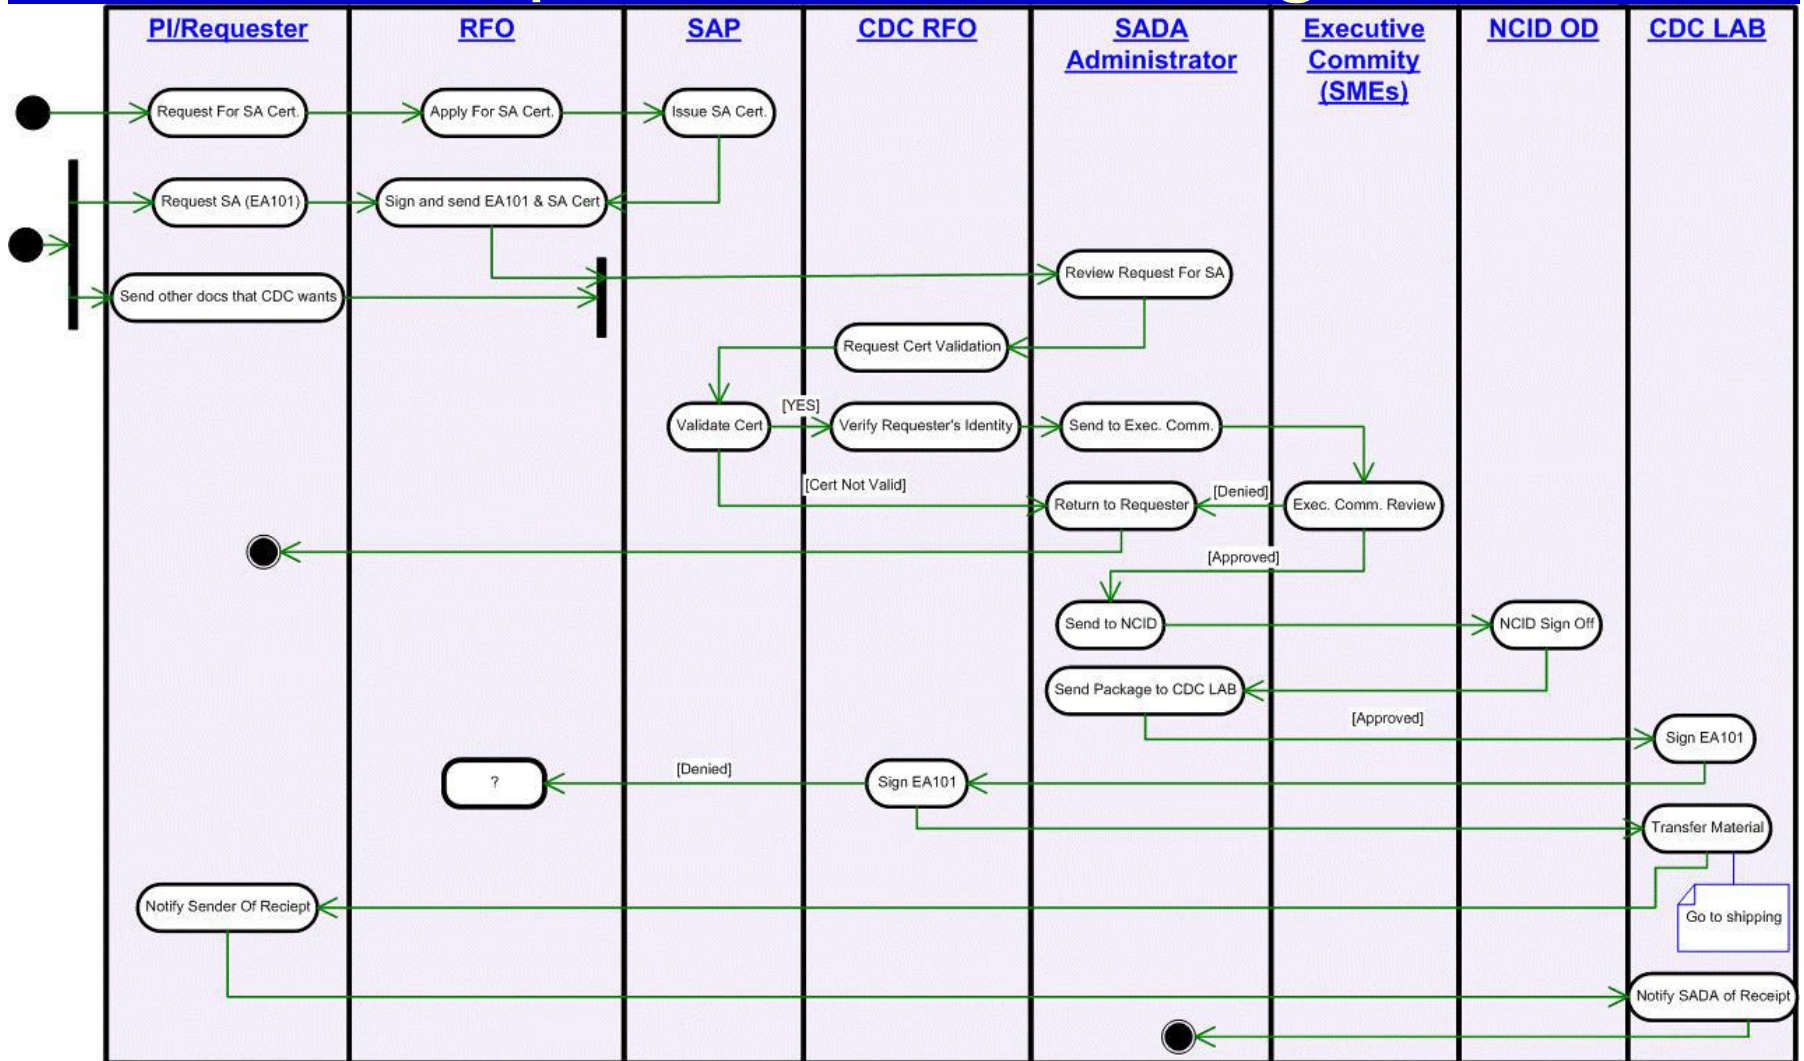 PI/Requester
RFO
SAP
CDC RFO
SADA
Administrator
Executive
Commity
(SMEs)
NCID OD
CDC LAB
Request For SA Cert.
Apply For SA Cert.
Issue SA Cert.
Request SA (EA101)
Sign and send EA101 & SA Cert
Send other docs that CDC wants
Review Request For SA
Request Cert Validation
Validate Cert
[YES]
Verify Requester's Identity
Send to Exec. Comm.
[Cert Not Valid]
Return to Requester
[Denied]
Exec. Comm. Review
[Approved]
Send to NCID
NCID Sign Off
Send Package to CDC LAB
[Approved]
Sign EA101
?
[Denied]
Sign EA101
Transfer Material
Notify Sender Of Reciept
Go to shipping
Notify SADA of Receipt